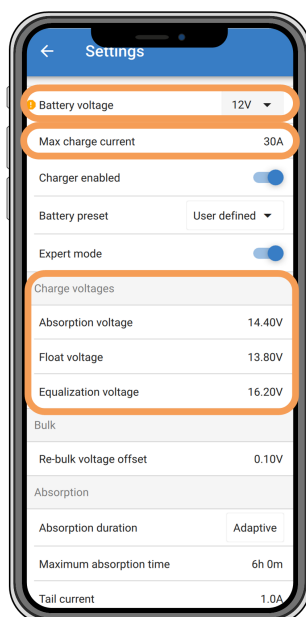 Settings
Battery voltage 12V
Max charge current 30A
Charger enabled
Battery preset User defined
Expert mode
Charge voltages
Absorption voltage 14.40V
Float voltage 13.80V
Equalization voltage 16.20V
Bulk
Re-bulk voltage offset 0.10V
Absorption
Absorption duration Adaptive
Maximum absorption time 6h 0m
Tail current 1.0A